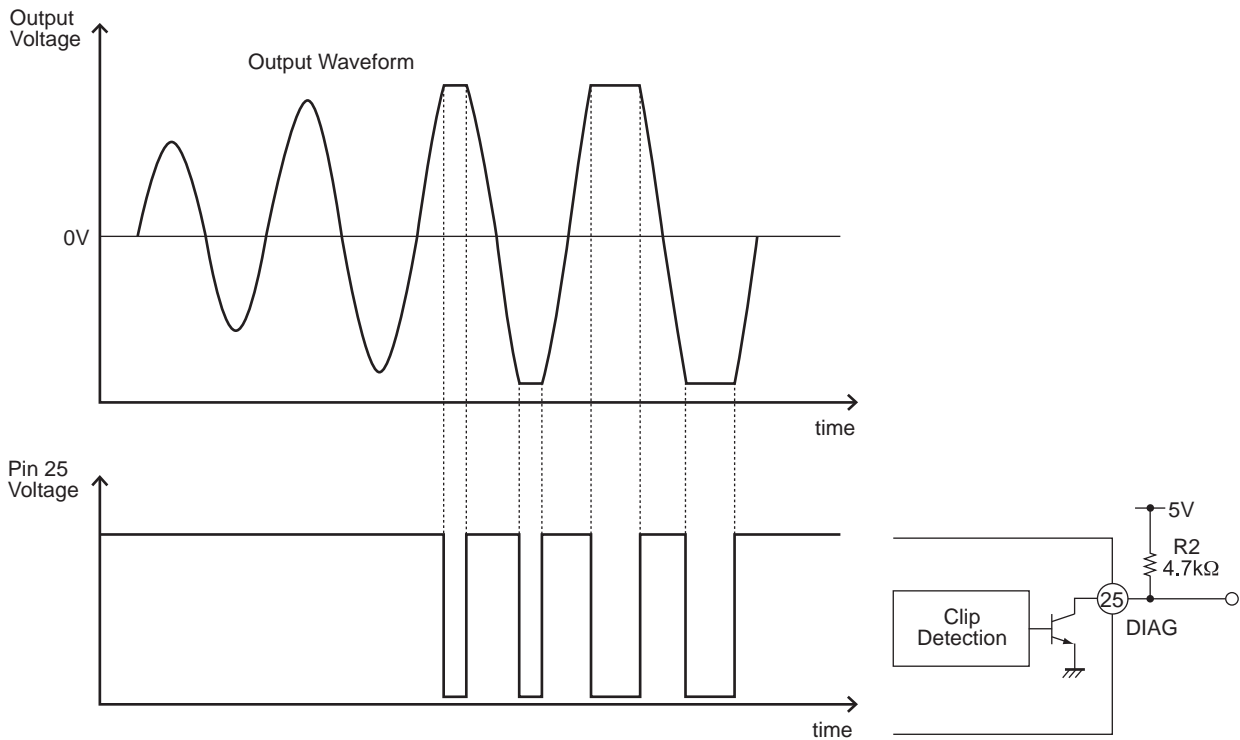 Output
Voltage
Output Waveform
0V
time
Pin 25
Voltage
time
5V
R2
4.7kΩ
25
DIAG
Clip
Detection